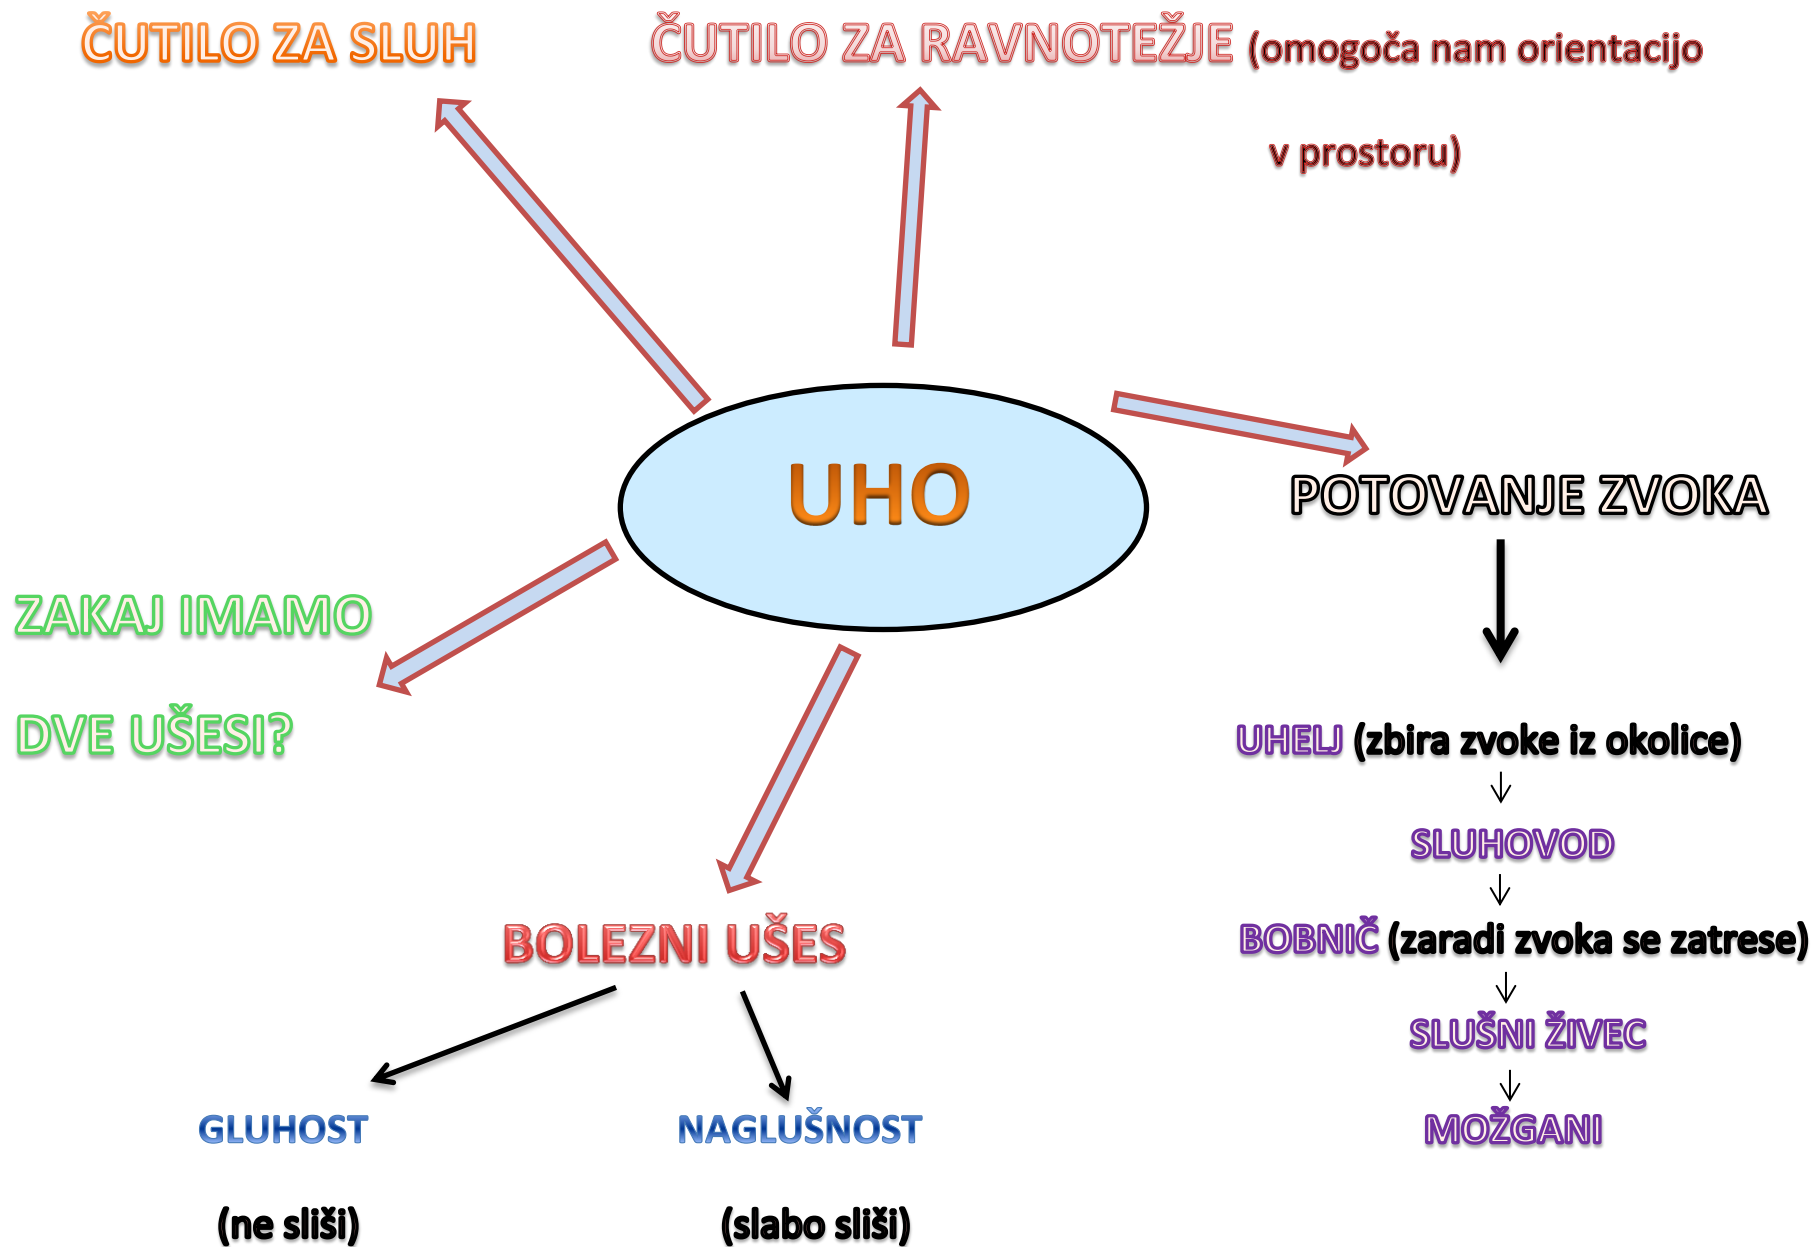 ČUTILO ZA SLUH
ČUTILO ZA RAVNOTEŽJE (omogoča nam orientacijo
v prostoru)
UHO
POTOVANJE ZVOKA
ZAKAJ IMAMO
DVE UŠESI?
UHELJ (zbira zvoke iz okolice)
SLUHOVOD
BOBNIČ (zaradi zvoka se zatrese)
SLUŠNI ŽIVEC
MOŽGANI
BOLEZNI UŠES
GLUHOST
(ne sliši)
NAGLUŠNOST
(slabo sliši)